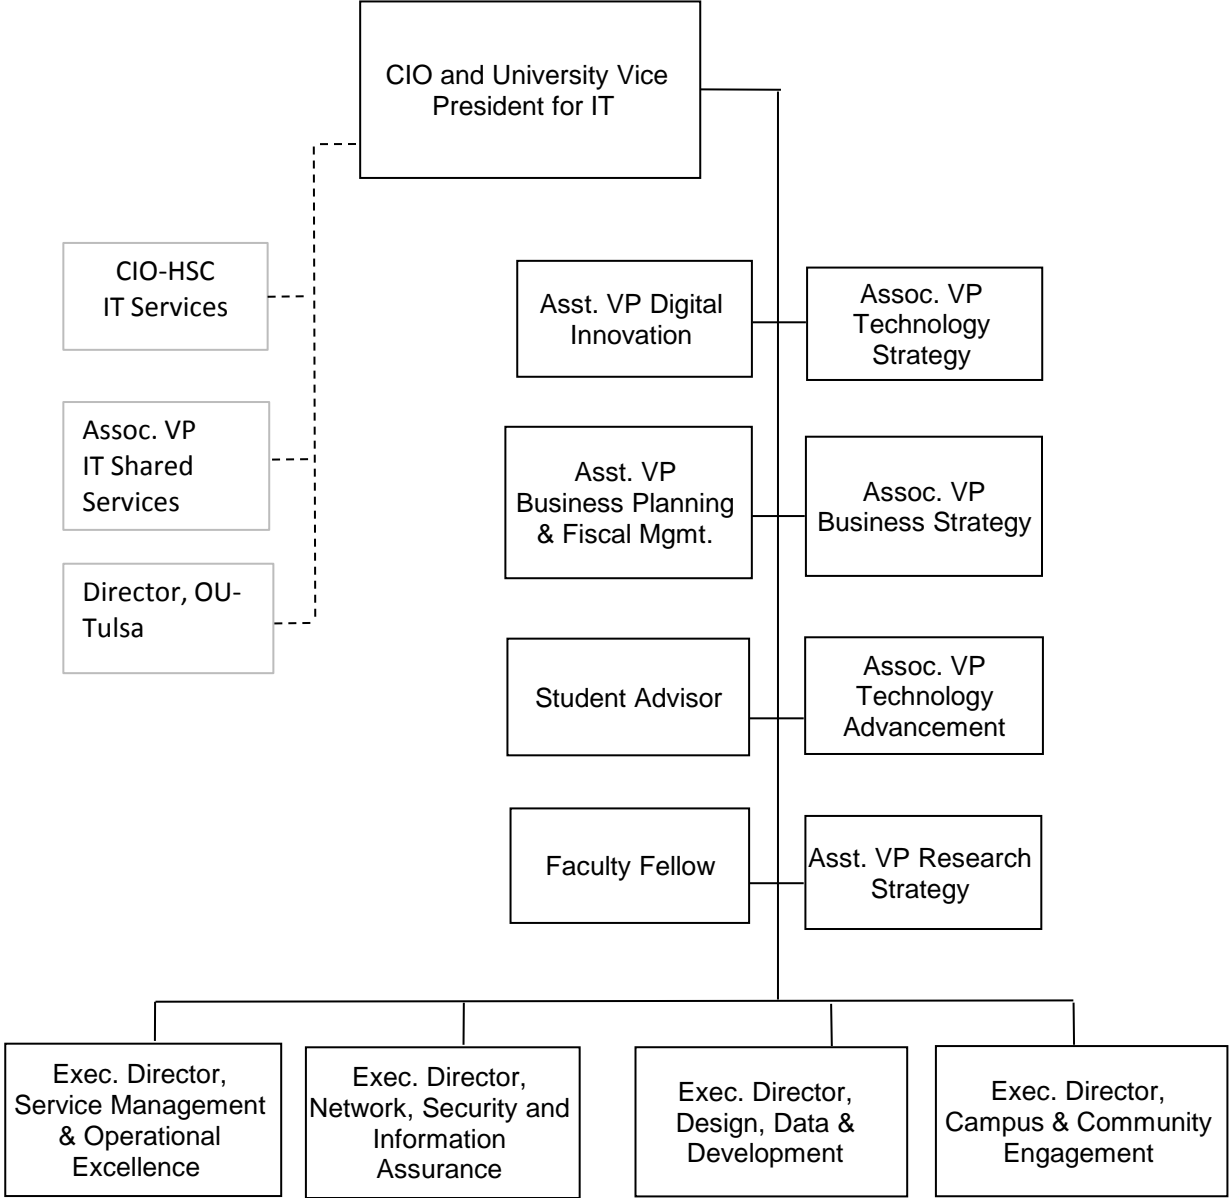 CIO and University Vice
President for IT
CIO-HSC
IT Services
Assoc. VP
IT Shared
Services
Director, OU-
Tulsa
Asst. VP Digital
Innovation
Assoc. VP
Technology
Strategy
Asst. VP
Business Planning
& Fiscal Mgmt.
Assoc. VP
Business Strategy
Student Advisor
Assoc. VP
Technology
Advancement
Faculty Fellow
Asst. VP Research
Strategy
Exec. Director,
Service Management
& Operational
Excellence
Exec. Director,
Network, Security and
Information
Assurance
Exec. Director,
Design, Data &
Development
Exec. Director,
Campus & Community
Engagement